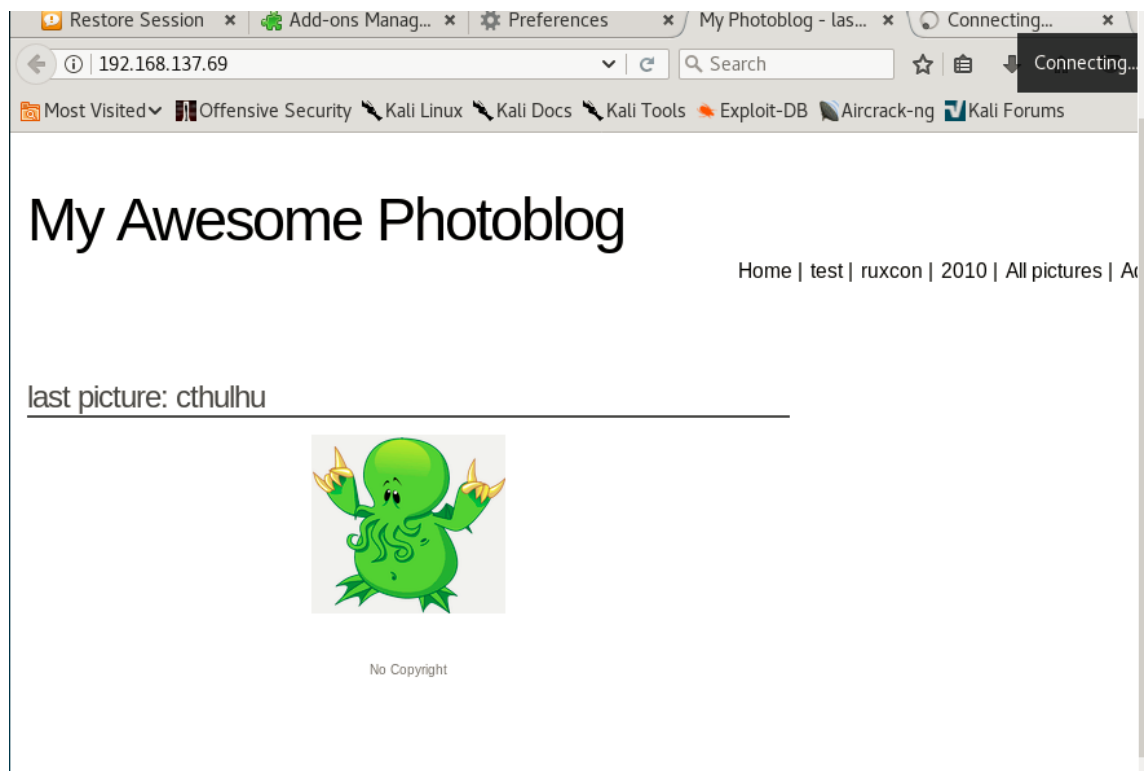 Restore Session Add-ons Manag... Preferences My Photoblog - las... Connecting...
192.168.137.69 Search Connecting...
Most Visited Offensive Security Kali Linux Kali Docs Kali Tools Exploit-DB Aircrack-ng Kali Forums
My Awesome Photoblog
Home | test | ruxcon | 2010 | All pictures |
last picture: cthulhu
No Copyright